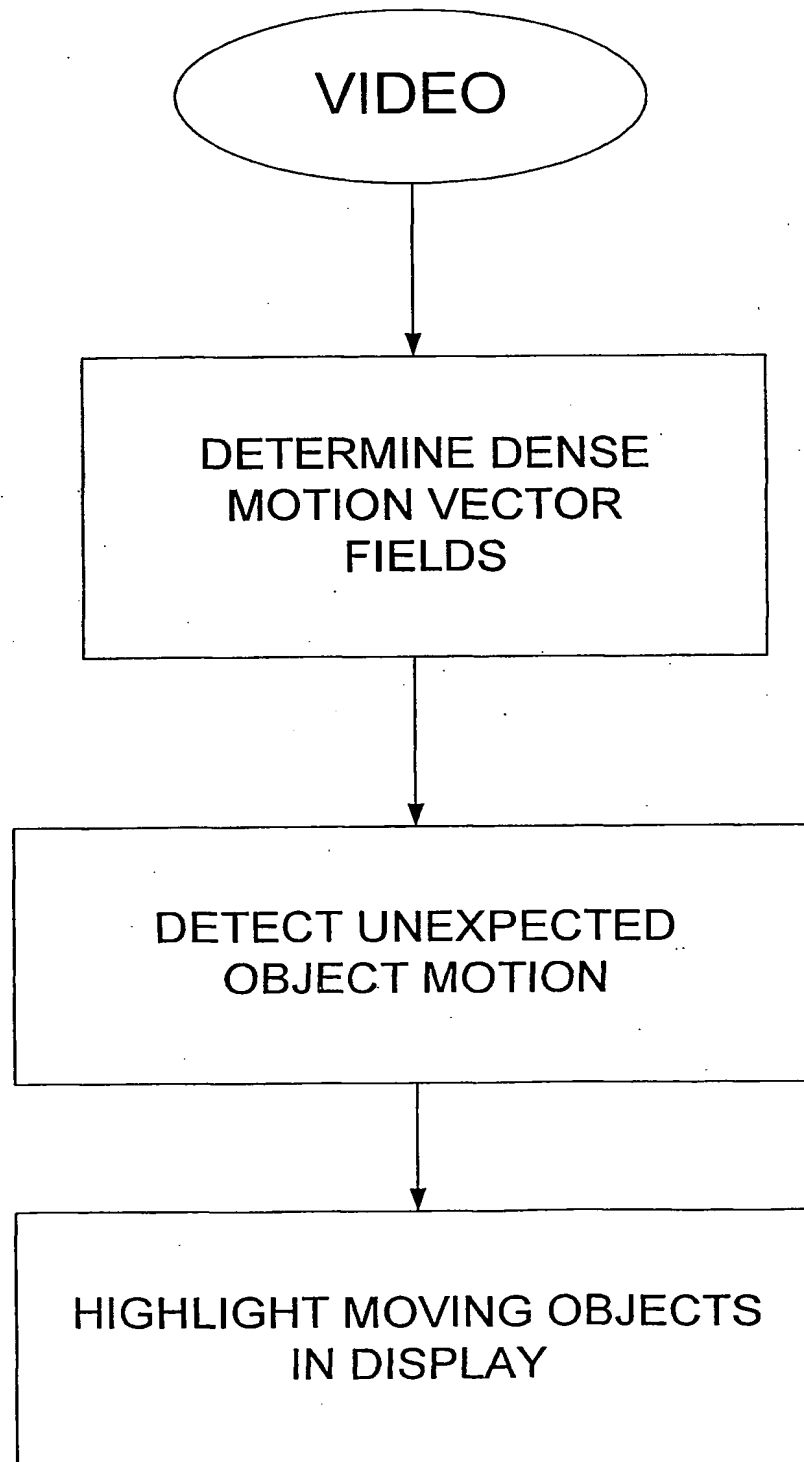 VIDEO
DETERMINE DENSE
MOTION VECTOR
FIELDS
DETECT UNEXPECTED
OBJECT MOTION
HIGHLIGHT MOVING OBJECTS
IN DISPLAY